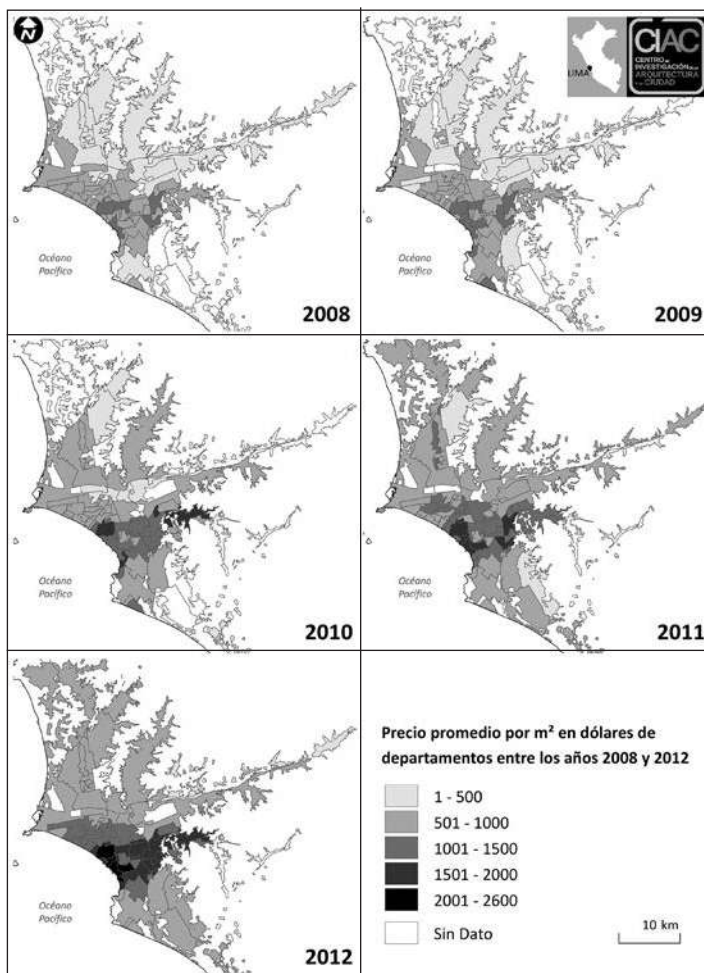 N
LIMA
CIAC
CENTRO DE
INVESTIGACIÓN DE LA
ARQUITECTURA
Y LA CIUDAD
Océano
Pacífico
2008
Océano
Pacífico
2009
Océano
Pacífico
2010
Océano
Pacífico
2011
Océano
Pacífico
2012
Precio promedio por m² en dólares de
departamentos entre los años 2008 y 2012
1 - 500
501 - 1000
1001 - 1500
1501 - 2000
2001 - 2600
Sin Dato
10 km